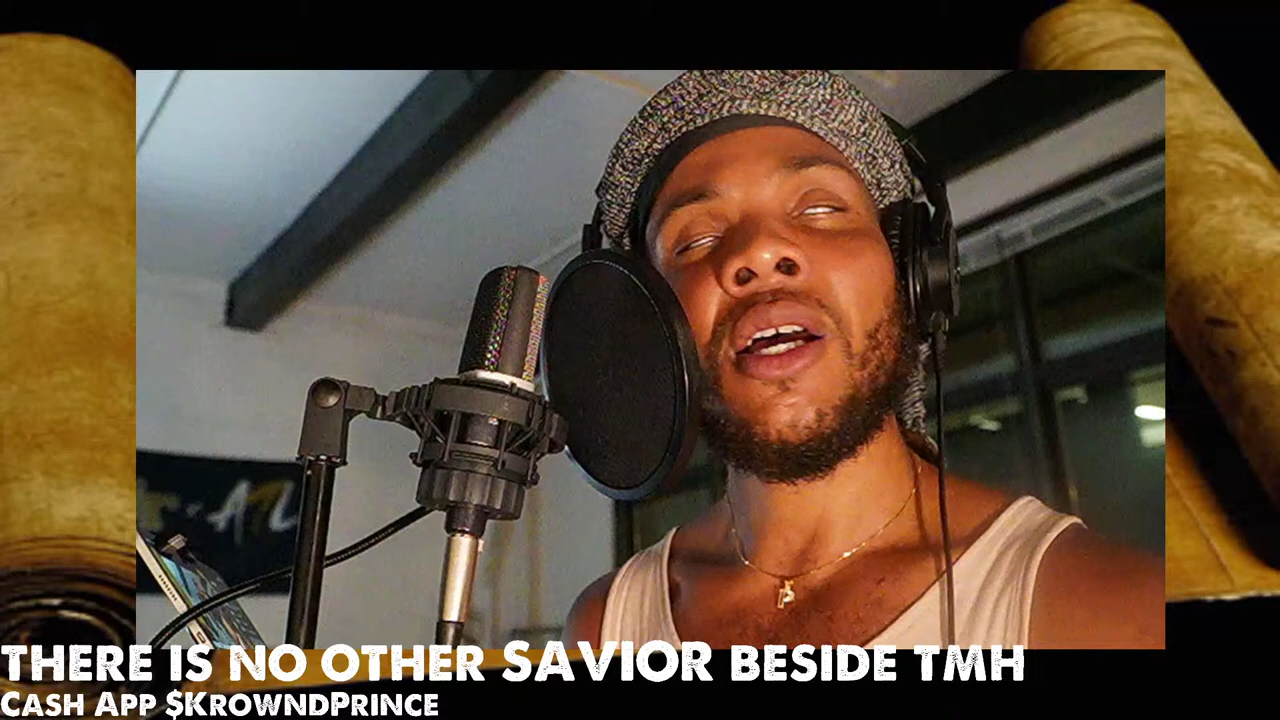 THERE IS NO OTHER SAVIOR BESIDE TMH
CASH APP $KROWNDPRINCE